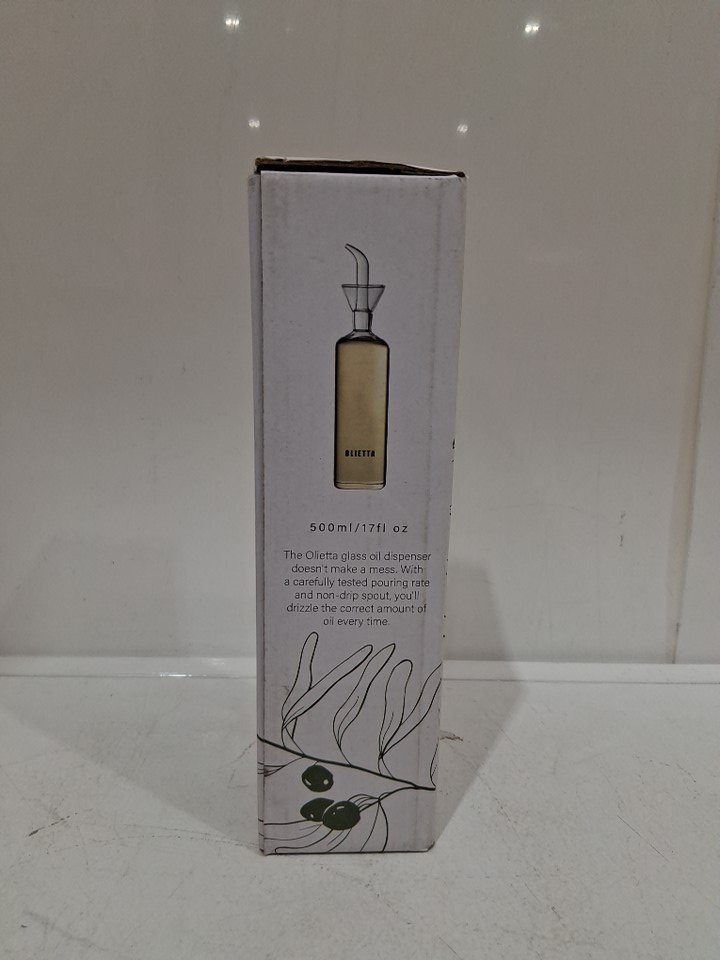 OLIETTA
500ml/17fl oz
The Olietta glass oil dispenser
doesn't make a mess. With
a carefully tested pouring rate
and non-drip spout, you'll
drizzle the correct amount of
oil every time.